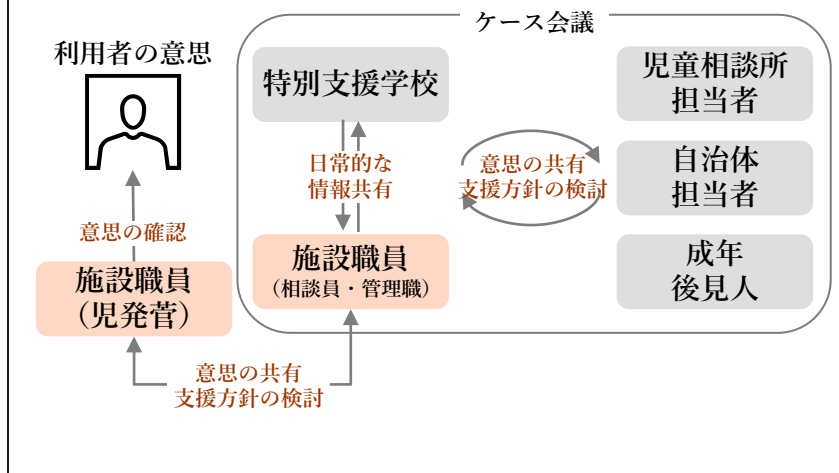 ケース会議
利用者の意思
特別支援学校
児童相談所
担当者
日常的な
情報共有
意思の共有
支援方針の検討
自治体
担当者
意思の確認
施設職員
（児発菅）
施設職員
（相談員・管理職）
成年
後見人
意思の共有
支援方針の検討